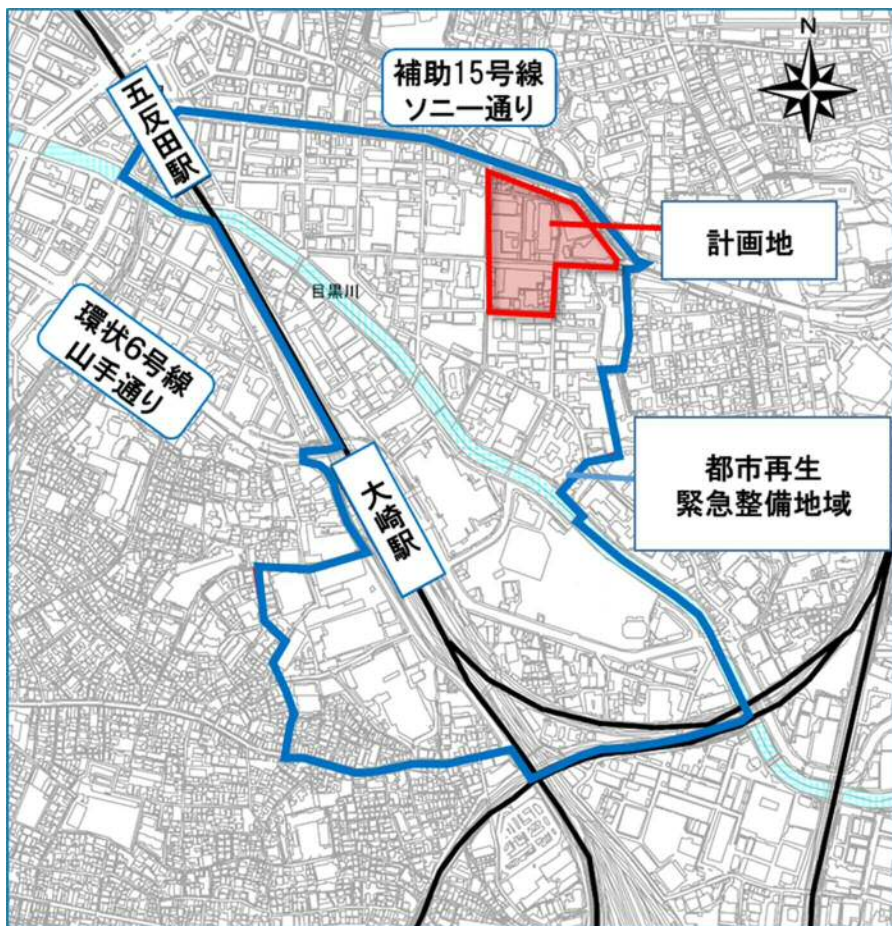 N
補助15号線
ソニー通り
五反田駅
計画地
目黒川
環状6号線
山手通り
大崎駅
都市再生
緊急整備地域